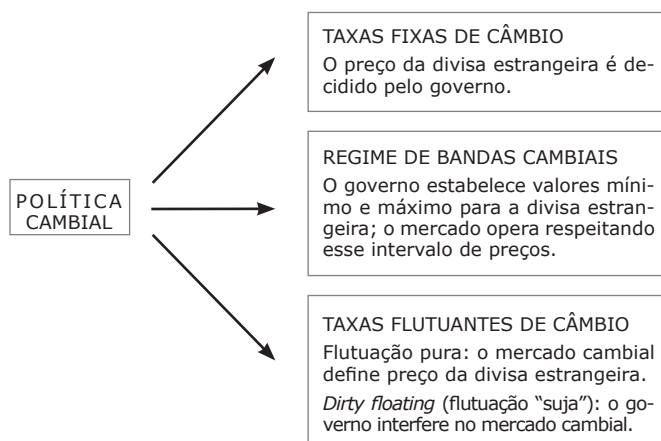 POLÍTICA
CAMBIAL
TAXAS FIXAS DE CÂMBIO
O preço da divisa estrangeira é de-
cidido pelo governo.
REGIME DE BANDAS CAMBIAIS
O governo estabelece valores míni-
mo e máximo para a divisa estran-
geira; o mercado opera respeitando
esse intervalo de preços.
TAXAS FLUTUANTES DE CÂMBIO
Flutuação pura: o mercado cambial
define preço da divisa estrangeira.
Dirty floating (flutuação “suja”): o go-
verno interfere no mercado cambial.